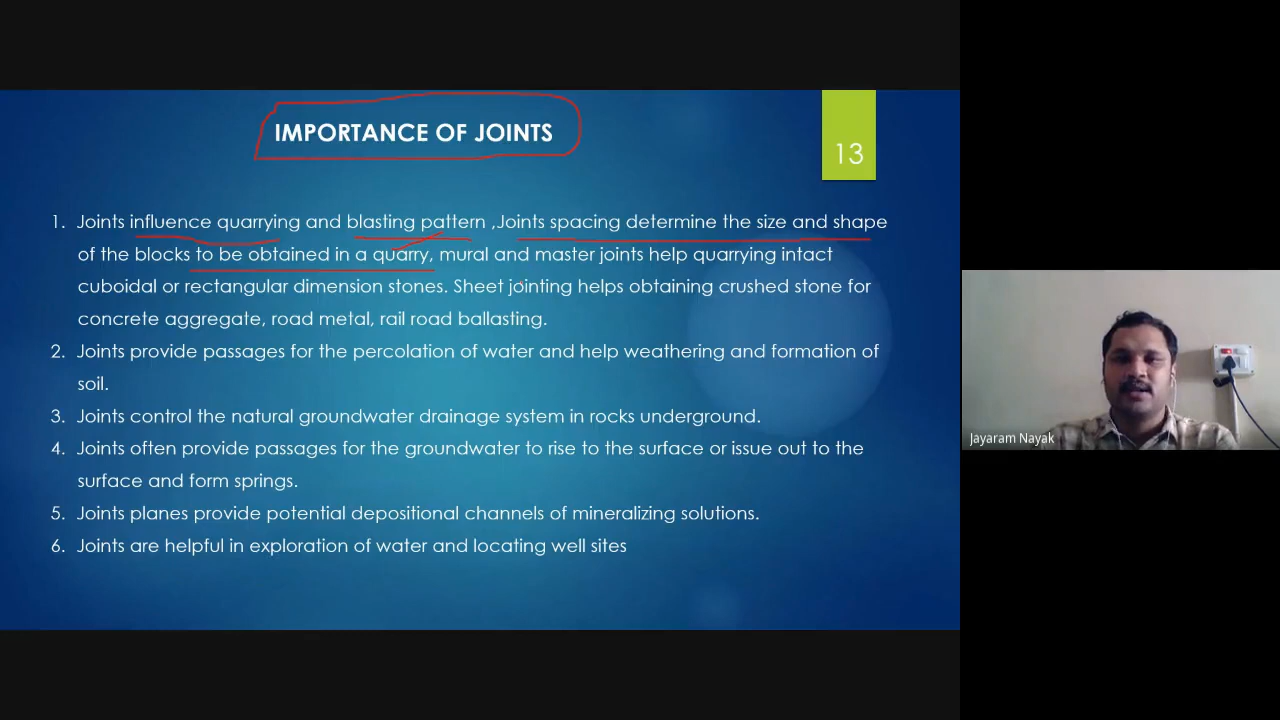 IMPORTANCE OF JOINTS
13
1. Joints influence quarrying and blasting pattern ,Joints spacing determine the size and shape
of the blocks to be obtained in a quarry, mural and master joints help quarrying intact
cuboidal or rectangular dimension stones. Sheet jointing helps obtaining crushed stone for
concrete aggregate, road metal, rail road ballasting.
2. Joints provide passages for the percolation of water and help weathering and formation of
soil.
3. Joints control the natural groundwater drainage system in rocks underground.
4. Joints often provide passages for the groundwater to rise to the surface or issue out to the
surface and form springs.
5. Joints planes provide potential depositional channels of mineralizing solutions.
6. Joints are helpful in exploration of water and locating well sites
Jayaram Nayak